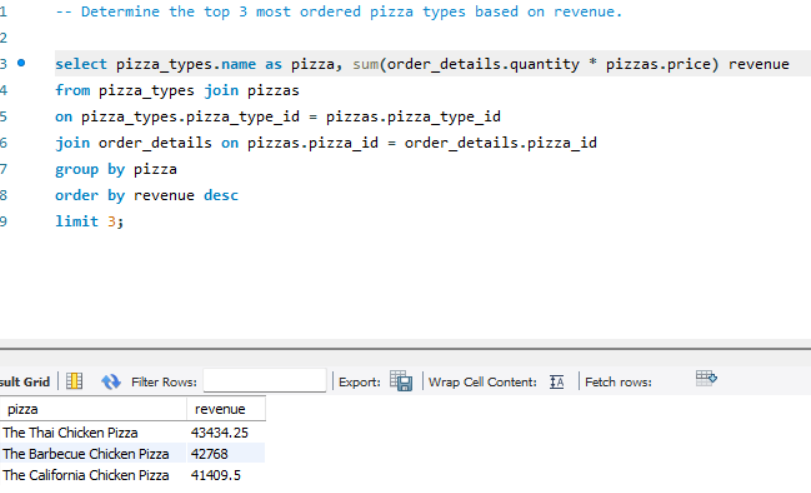 1 -- Determine the top 3 most ordered pizza types based on revenue.
2
3 select pizza_types.name as pizza, sum(order_details.quantity * pizzas.price) revenue
4 from pizza_types join pizzas
5 on pizza_types.pizza_type_id = pizzas.pizza_type_id
6 join order_details on pizzas.pizza_id = order_details.pizza_id
7 group by pizza
8 order by revenue desc
9 limit 3;
sult Grid Filter Rows: Export: Wrap Cell Content: IA Fetch rows:
pizza revenue
The Thai Chicken Pizza 43434.25
The Barbecue Chicken Pizza 42768
The California Chicken Pizza 41409.5